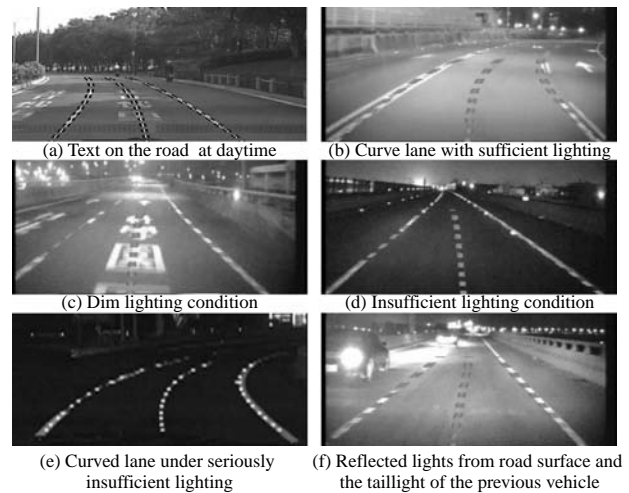 (a) Text on the road at daytime
(b) Curve lane with sufficient lighting
(c) Dim lighting condition
(d) Insufficient lighting condition
(e) Curved lane under seriously
insufficient lighting
(f) Reflected lights from road surface and
the taillight of the previous vehicle